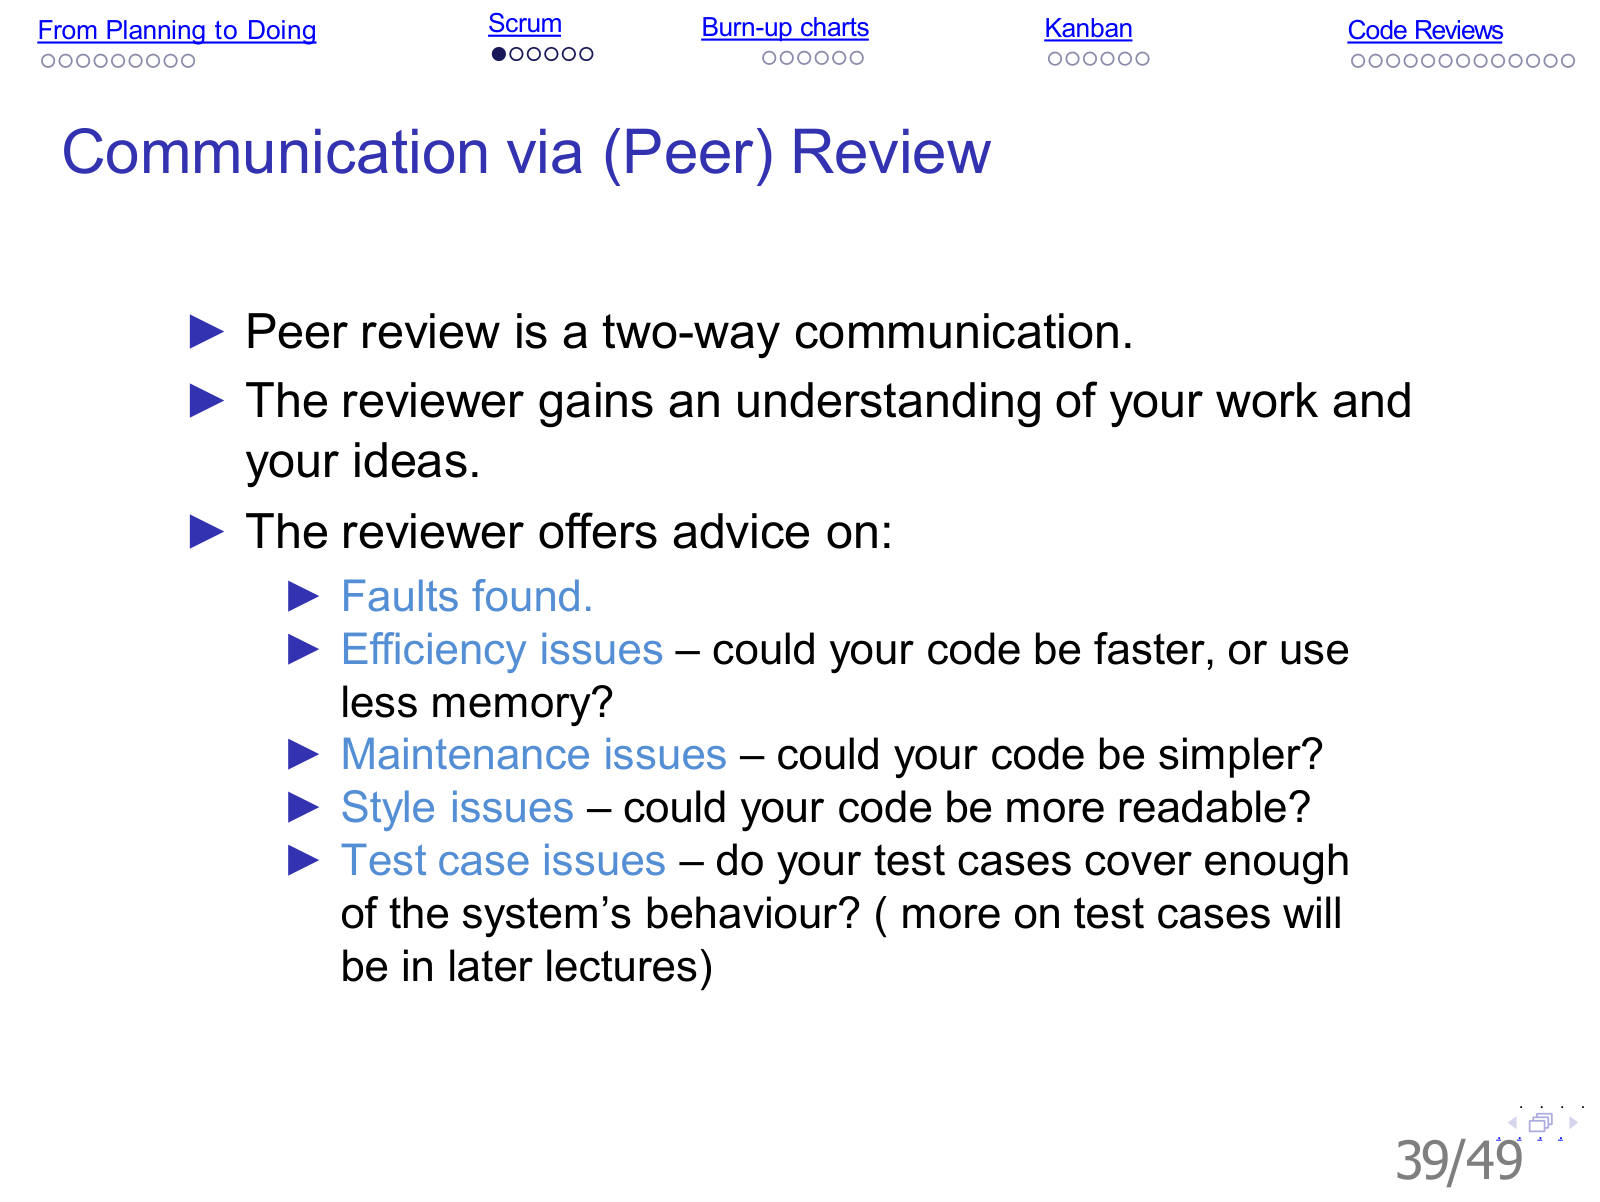 From Planning to Doing
Scrum
Burn-up charts
Kanban
Code Reviews
Communication via (Peer) Review
Peer review is a two-way communication.
The reviewer gains an understanding of your work and
your ideas.
The reviewer offers advice on:
Faults found.
Efficiency issues – could your code be faster, or use
less memory?
Maintenance issues – could your code be simpler?
Style issues – could your code be more readable?
Test case issues – do your test cases cover enough
of the system’s behaviour? ( more on test cases will
be in later lectures)
39/49